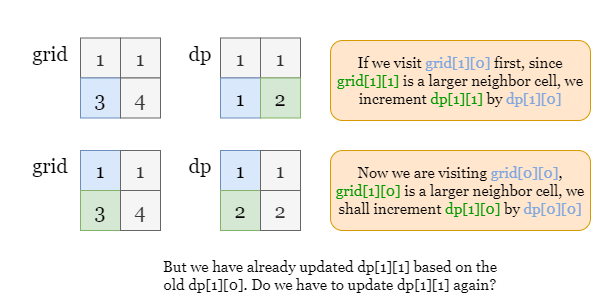 grid 1 1 dp 1 1
3 4 1 2
If we visit grid[1][0] first, since
grid[1][1] is a larger neighbor cell, we
increment dp[1][1] by dp[1][0]
grid 1 1 dp 1 1
3 4 2 2
Now we are visiting grid[0][0],
grid[1][0] is a larger neighbor cell, we
shall increment dp[1][0] by dp[0][0]
But we have already updated dp[1][1] based on the
old dp[1][0]. Do we have to update dp[1][1] again?